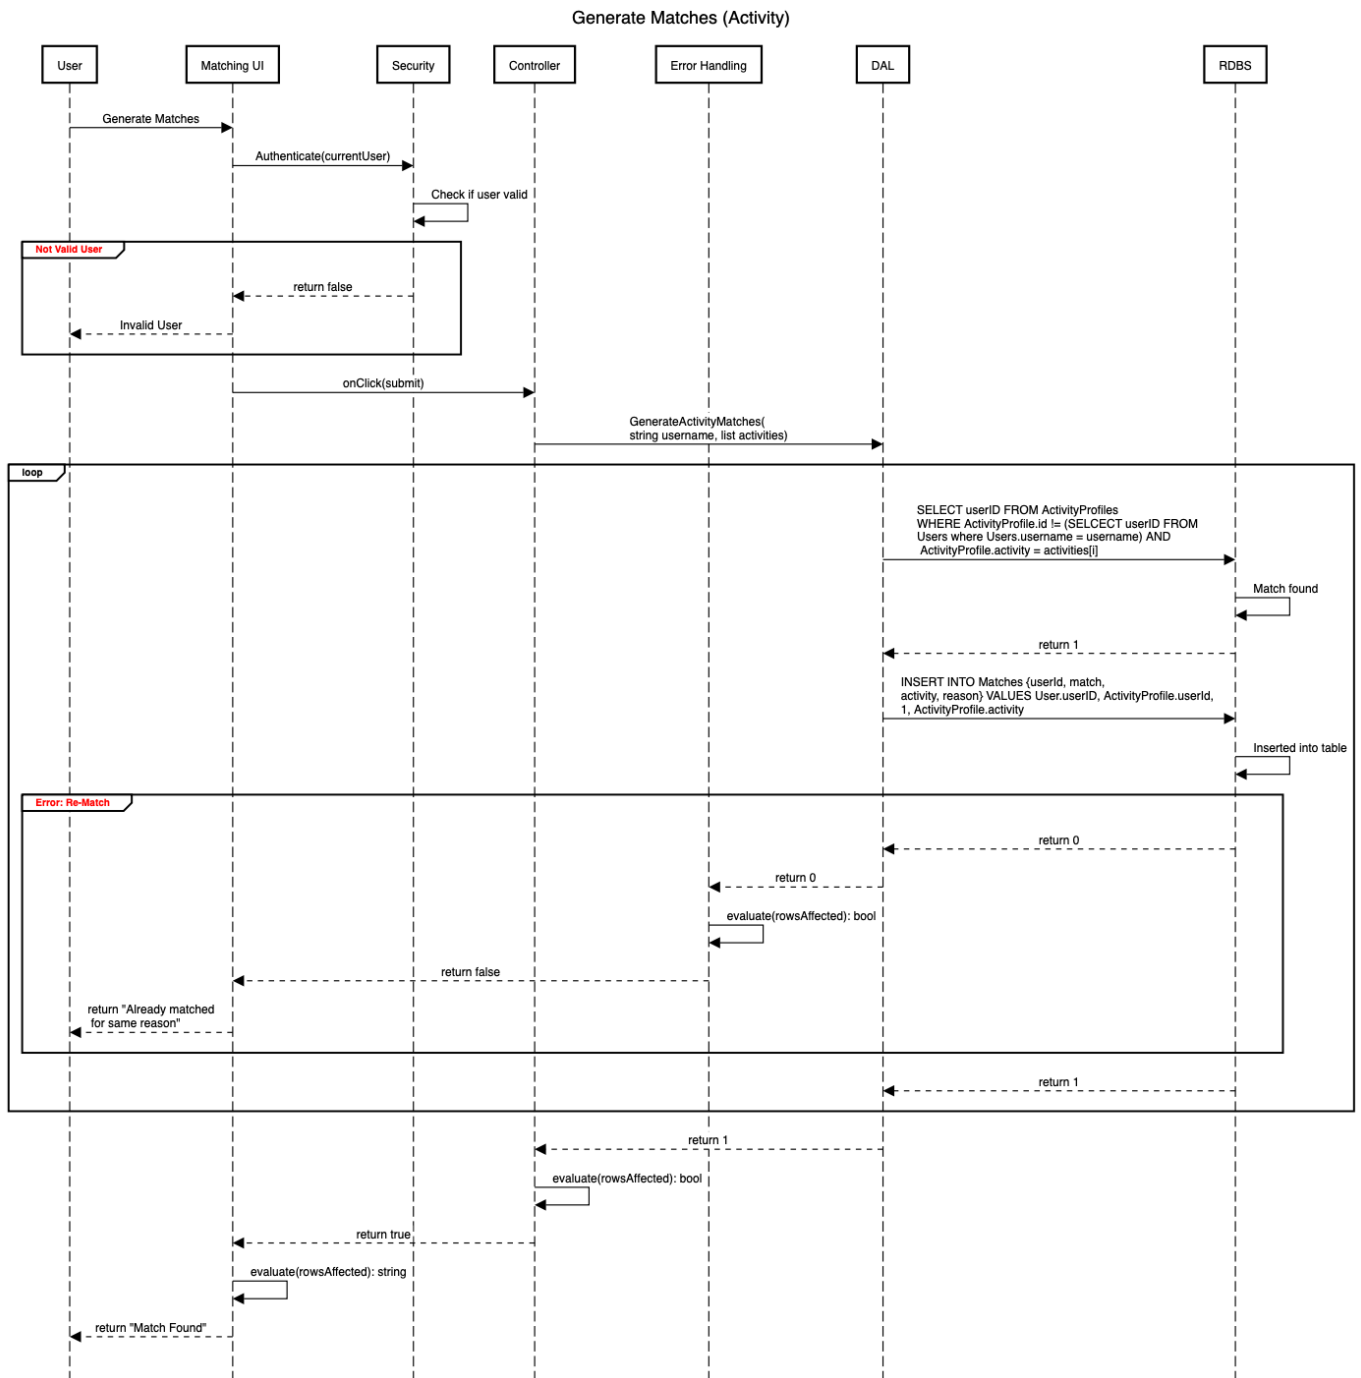 Generate Matches (Activity)
User
Matching UI
Security
Controller
Error Handling
DAL
RDBS
Generate Matches
Authenticate(currentUser)
Check if user valid
Not Valid User
return false
Invalid User
onClick(submit)
GenerateActivityMatches(
string username, list activities)
loop
SELECT userID FROM ActivityProfiles
WHERE ActivityProfile.id != (SELCECT userID FROM
Users where Users.username = username) AND
ActivityProfile.activity = activities[i]
Match found
return 1
INSERT INTO Matches {userId, match,
activity, reason} VALUES User.userID, ActivityProfile.userId,
1, ActivityProfile.activity
Inserted into table
Error: Re-Match
return 0
return 0
evaluate(rowsAffected): bool
return false
return "Already matched
for same reason"
return 1
return 1
evaluate(rowsAffected): bool
return true
evaluate(rowsAffected): string
return "Match Found"